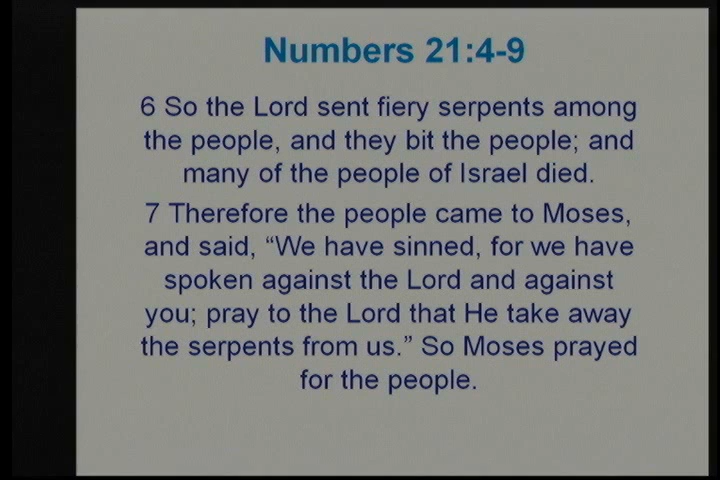 Numbers 21:4-9
6 So the Lord sent fiery serpents among
the people, and they bit the people; and
many of the people of Israel died.
7 Therefore the people came to Moses,
and said, “We have sinned, for we have
spoken against the Lord and against
you; pray to the Lord that He take away
the serpents from us.” So Moses prayed
for the people.